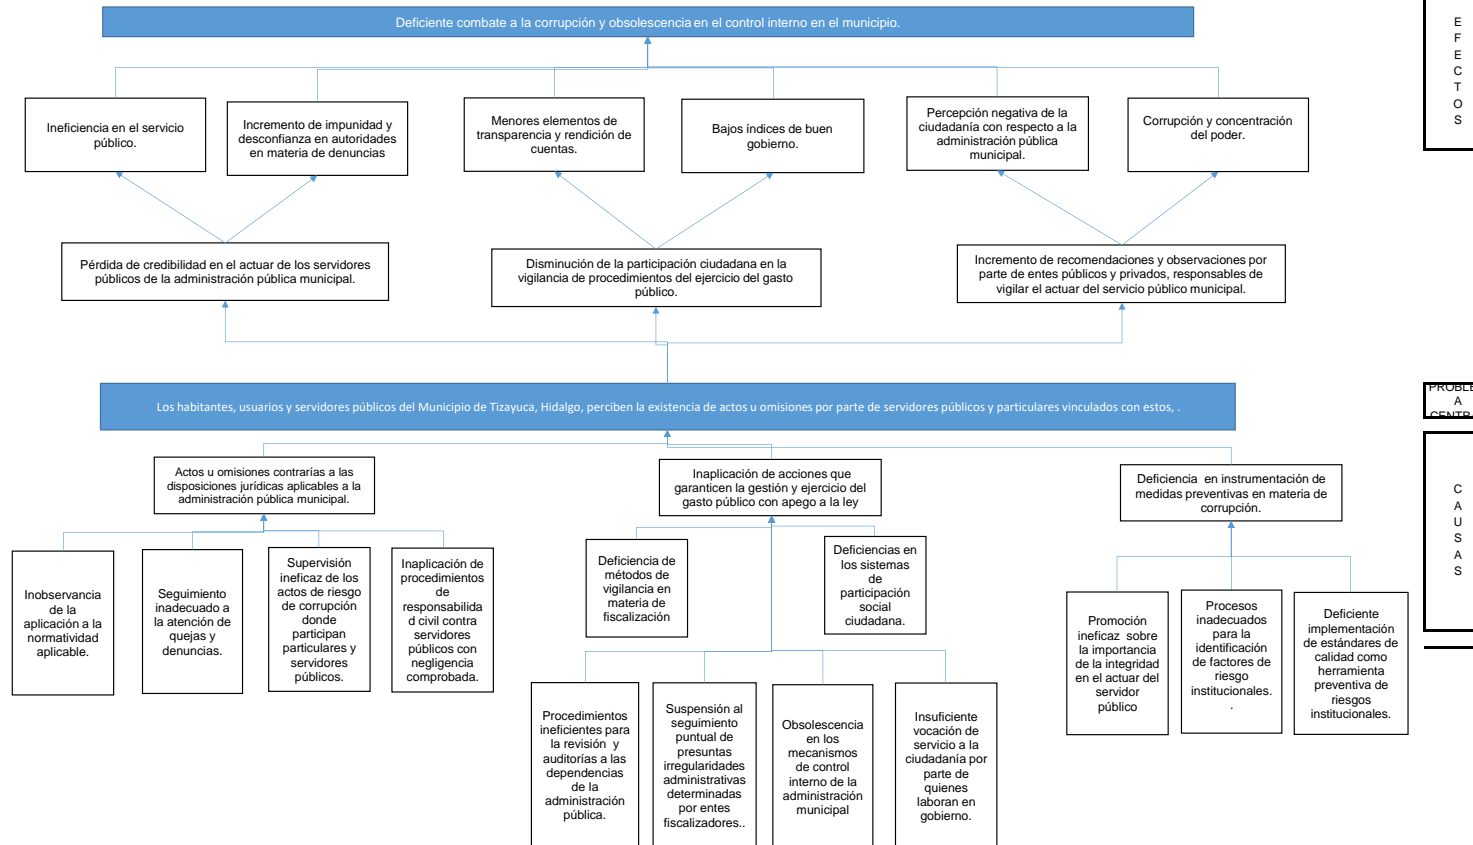 Deficiente combate a la corrupción y obsolescencia en el control interno en el municipio.
E
F
E
C
T
O
S
Ineficiencia en el servicio
público.
Incremento de impunidad y
desconfianza en autoridades
en materia de denuncias
Menores elementos de
transparencia y rendición de
cuentas.
Bajos índices de buen
gobierno.
Percepción negativa de la
ciudadanía con respecto a la
administración pública
municipal.
Corrupción y concentración
del poder.
Pérdida de credibilidad en el actuar de los servidores
públicos de la administración pública municipal.
Disminución de la participación ciudadana en la
vigilancia de procedimientos del ejercicio del gasto
público.
Incremento de recomendaciones y observaciones por
parte de entes públicos y privados, responsables de
vigilar el actuar del servicio público municipal.
Los habitantes, usuarios y servidores públicos del Municipio de Tizayuca, Hidalgo, perciben la existencia de actos u omisiones por parte de servidores públicos y particulares vinculados con estos, .
PROBLE
A
CENTR
Actos u omisiones contrarías a las
disposiciones jurídicas aplicables a la
administración pública municipal.
Inaplicación de acciones que
garanticen la gestión y ejercicio del
gasto público con apego a la ley
Deficiencia  en instrumentación de
medidas preventivas en materia de
corrupción.
C
A
U
S
A
S
Inobservancia
de la
aplicación a la
normatividad
aplicable.
Seguimiento
inadecuado a
la atención de
quejas y
denuncias.
Supervisión
ineficaz de los
actos de riesgo
de corrupción
donde
participan
particulares y
servidores
públicos.
Inaplicación de
procedimientos
de
responsabilida
d civil contra
servidores
públicos con
negligencia
comprobada.
Deficiencia de
métodos de
vigilancia en
materia de
fiscalización
Deficiencias en
los sistemas
de
participación
social
ciudadana.
Promoción
ineficaz  sobre
la importancia
de la integridad
en el actuar del
servidor
público
Procesos
inadecuados
para la
identificación
de factores de
riesgo
institucionales.
.
Deficiente
implementación
de estándares de
calidad como
herramienta
preventiva de
riesgos
institucionales.
Procedimientos
ineficientes para
la revisión  y
auditorías a las
dependencias
de la
administración
pública.
Suspensión al
seguimiento
puntual de
presuntas
irregularidades
administrativas
determinadas
por entes
fiscalizadores..
Obsolescencia
en los
mecanismos
de control
interno de la
administración
municipal
Insuficiente
vocación de
servicio a la
ciudadanía por
parte de
quienes
laboran en
gobierno.